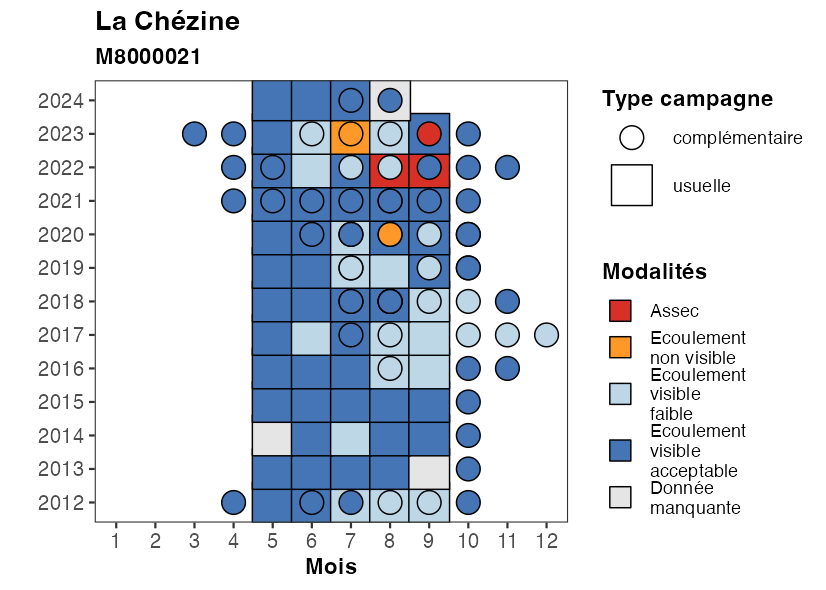 La Chézine
M8000021
2024
2023
2022
2021
2020
2019
2018
2017
2016
2015
2014
2013
2012
1 2 3 4 5 6 7 8 9 10 11 12
Mois
Type campagne
complémentaire
usuelle
Modalités
Assec
Ecoulement
non visible
Ecoulement
visible
faible
Ecoulement
visible
acceptable
Donnée
manquante